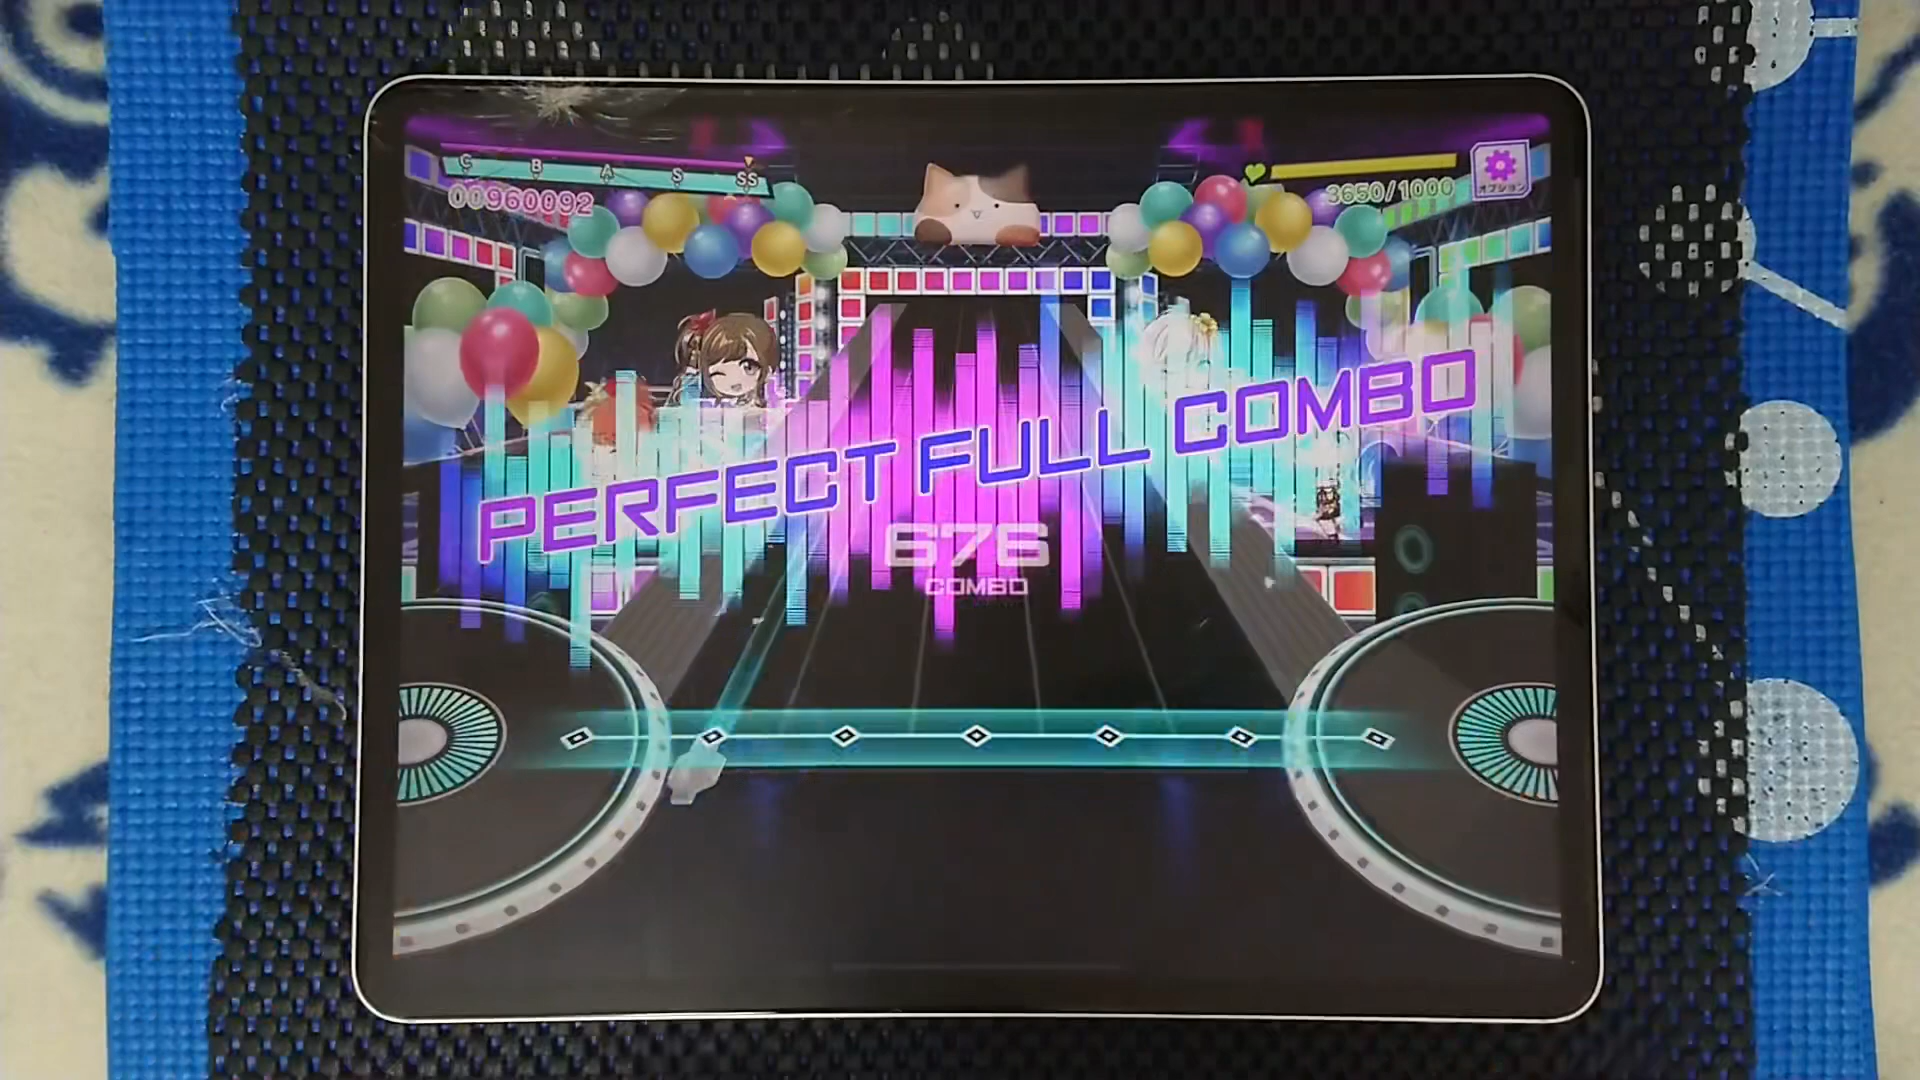 C B A S SS
00960092
3650/1000
オプション
PERFECT FULL COMBO
676
COMBO